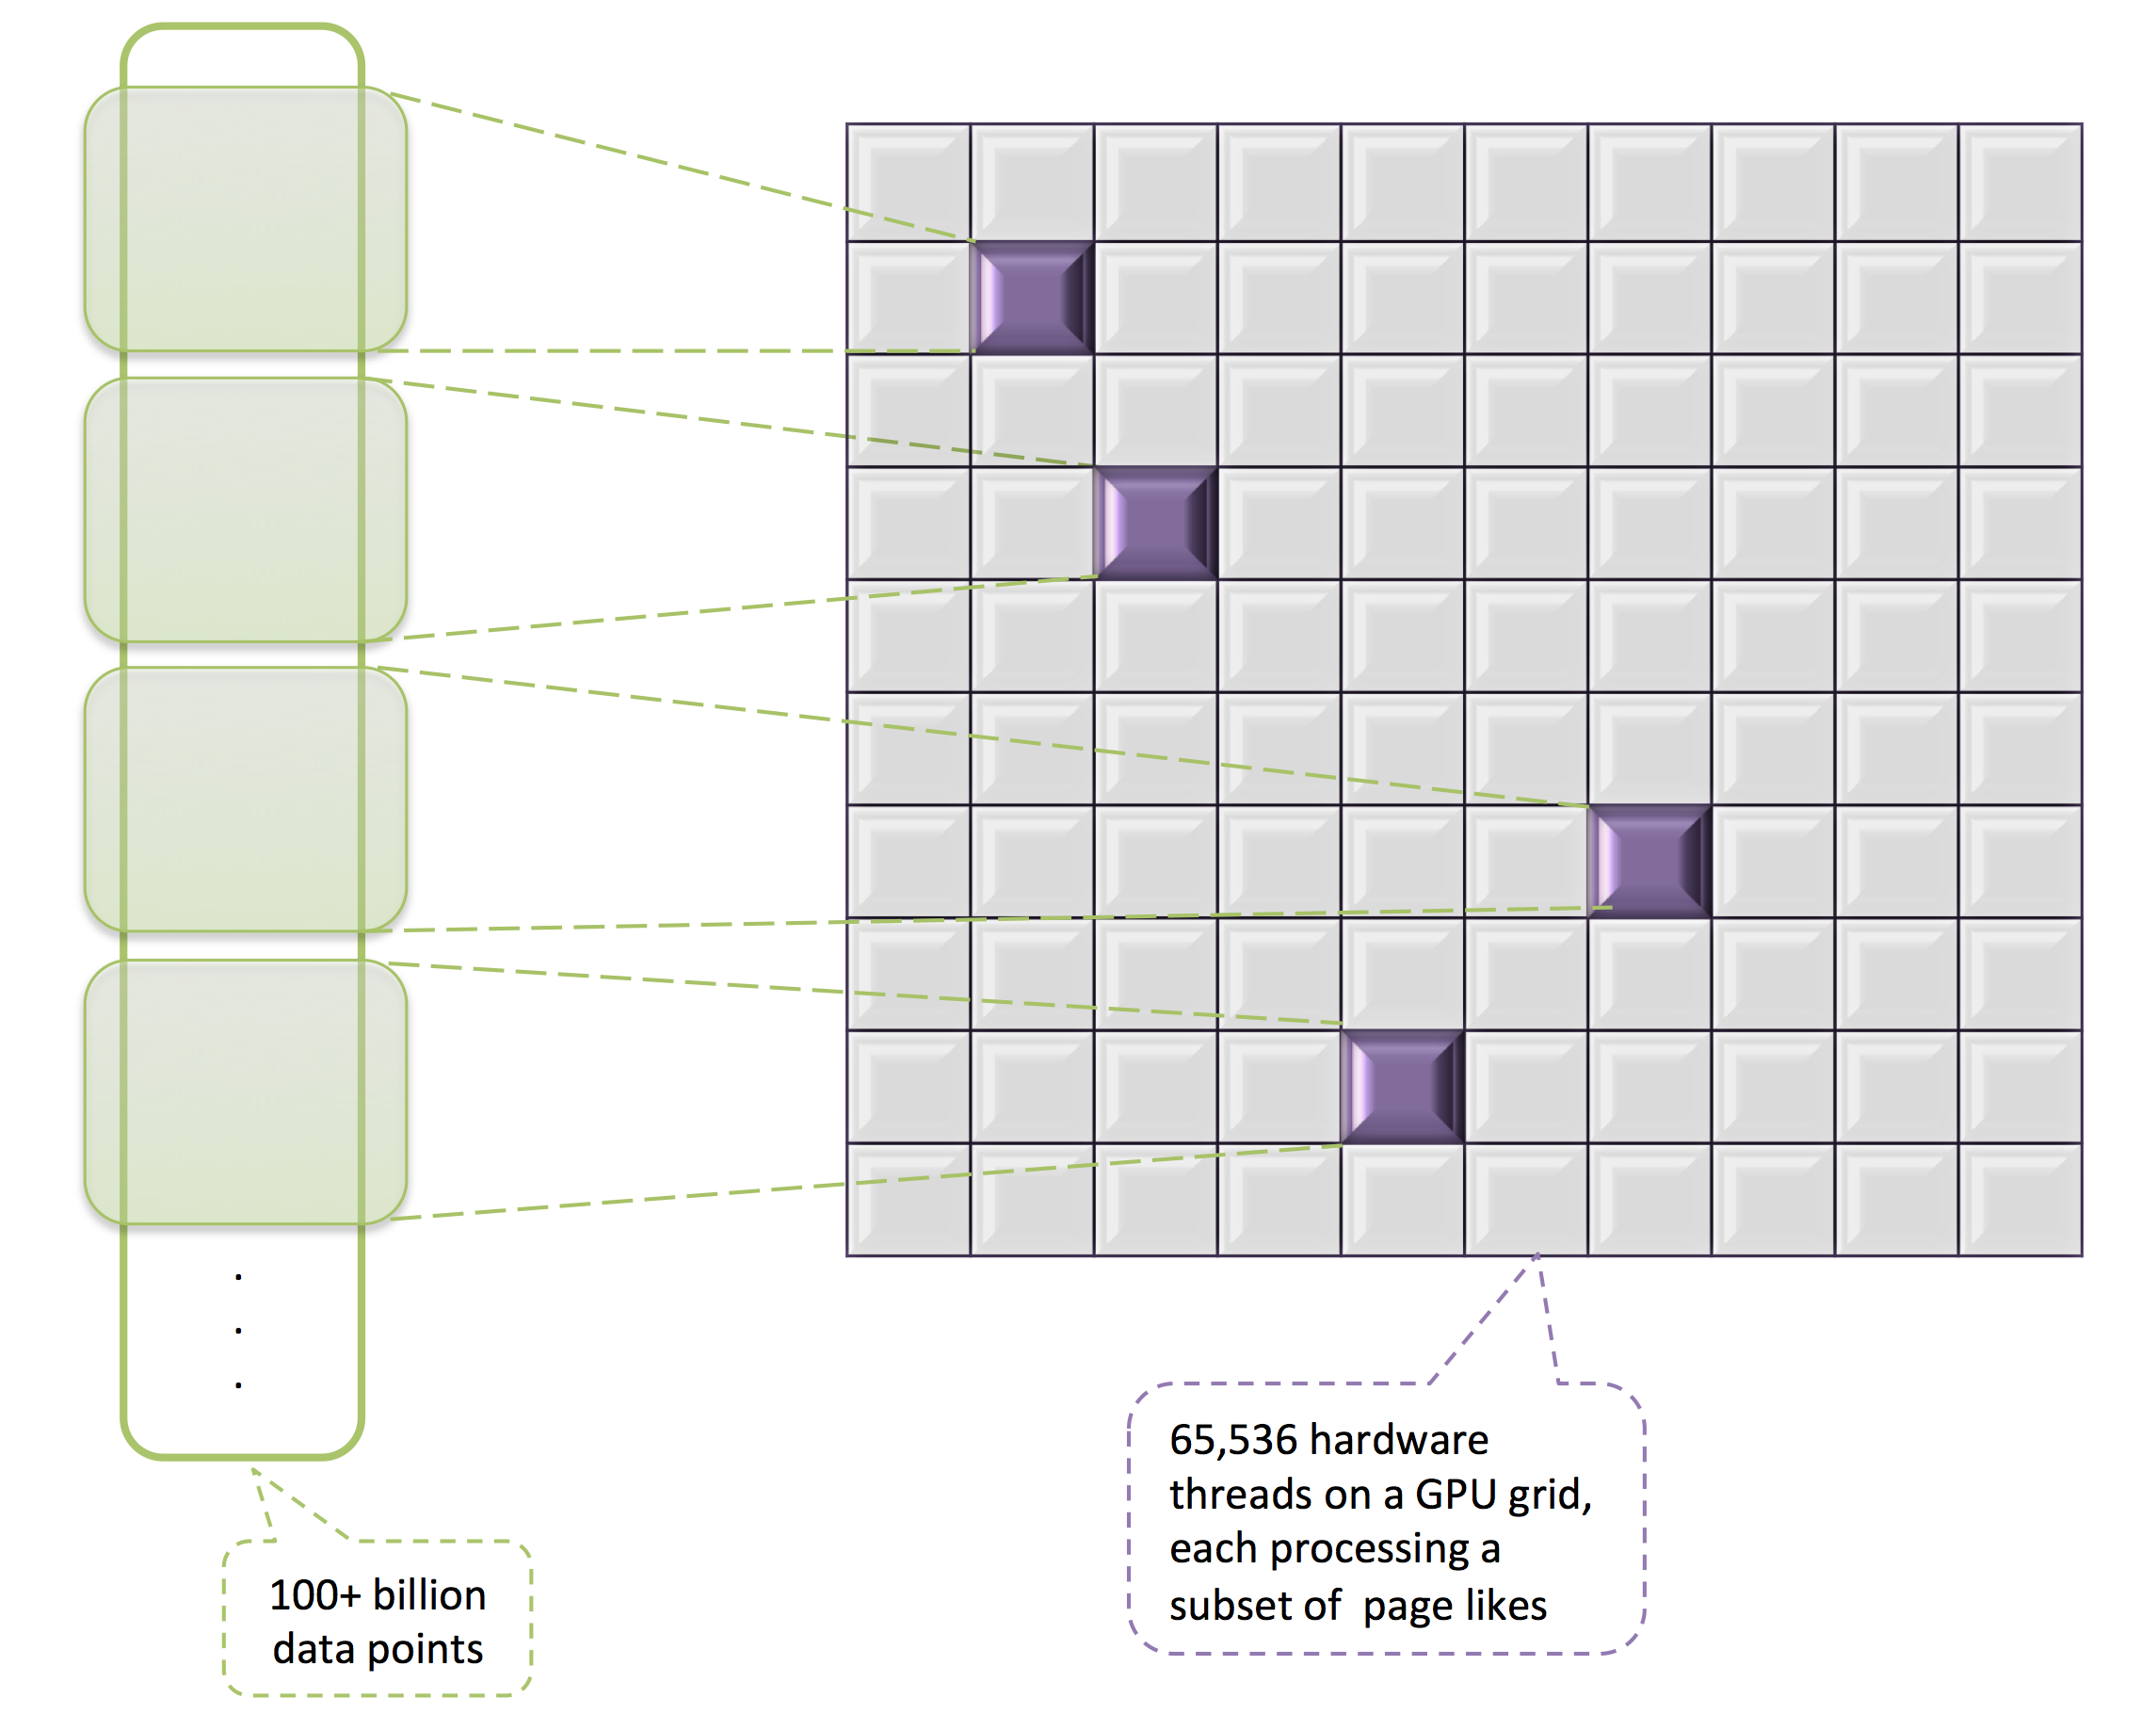 .
.
.
100+ billion
data points
65,536 hardware
threads on a GPU grid,
each processing a
subset of  page likes